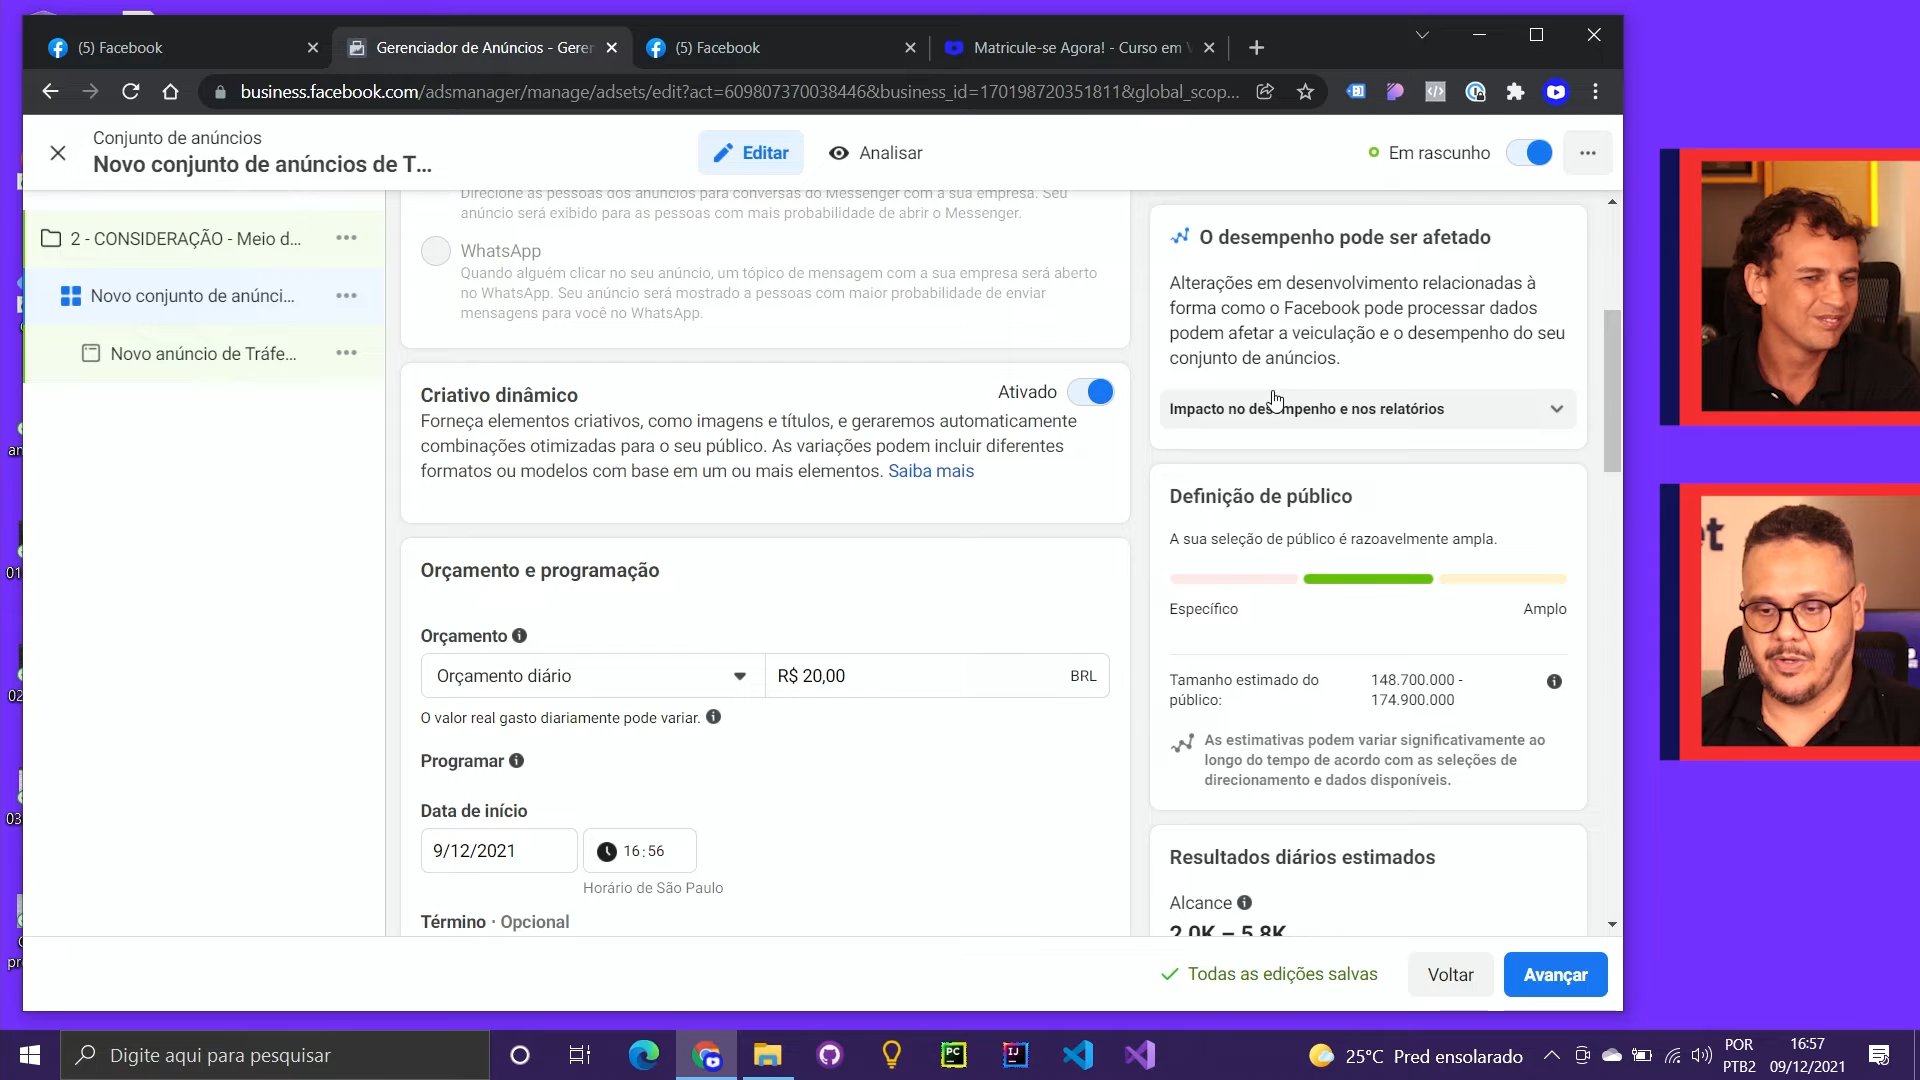 (5) Facebook
Gerenciador de Anúncios - Geren
(5) Facebook
Matricule-se Agora! - Curso em V
business.facebook.com/adsmanager/manage/adsets/edit?act=609807370038446&business_id=170198720351811&global_scop...
Conjunto de anúncios
Novo conjunto de anúncios de T...
Editar
Analisar
Em rascunho
2 - CONSIDERAÇÃO - Meio d...
Novo conjunto de anúnci...
Novo anúncio de Tráfe...
Direcione as pessoas dos anúncios para conversas do Messenger com a sua empresa. Seu
anúncio será exibido para as pessoas com mais probabilidade de abrir o Messenger.
WhatsApp
Quando alguém clicar no seu anúncio, um tópico de mensagem com a sua empresa será aberto
no WhatsApp. Seu anúncio será mostrado a pessoas com maior probabilidade de enviar
mensagens para você no WhatsApp.
Criativo dinâmico
Ativado
Forneça elementos criativos, como imagens e títulos, e geraremos automaticamente
combinações otimizadas para o seu público. As variações podem incluir diferentes
formatos ou modelos com base em um ou mais elementos. Saiba mais
Orçamento e programação
Orçamento
Orçamento diário
R$ 20,00
BRL
O valor real gasto diariamente pode variar.
Programar
Data de início
9/12/2021
16:56
Horário de São Paulo
Término · Opcional
O desempenho pode ser afetado
Alterações em desenvolvimento relacionadas à
forma como o Facebook pode processar dados
podem afetar a veiculação e o desempenho do seu
conjunto de anúncios.
Impacto no desempenho e nos relatórios
Definição de público
A sua seleção de público é razoavelmente ampla.
Específico
Amplo
Tamanho estimado do
público:
148.700.000 -
174.900.000
As estimativas podem variar significativamente ao
longo do tempo de acordo com as seleções de
direcionamento e dados disponíveis.
Resultados diários estimados
Alcance
2,0K – 5,8K
Todas as edições salvas
Voltar
Avançar
Digite aqui para pesquisar
PC
IJ
25°C Pred ensolarado
POR
PTB2
16:57
09/12/2021